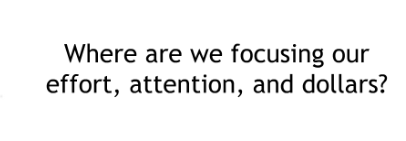 Where are we focusing our
effort, attention, and dollars?